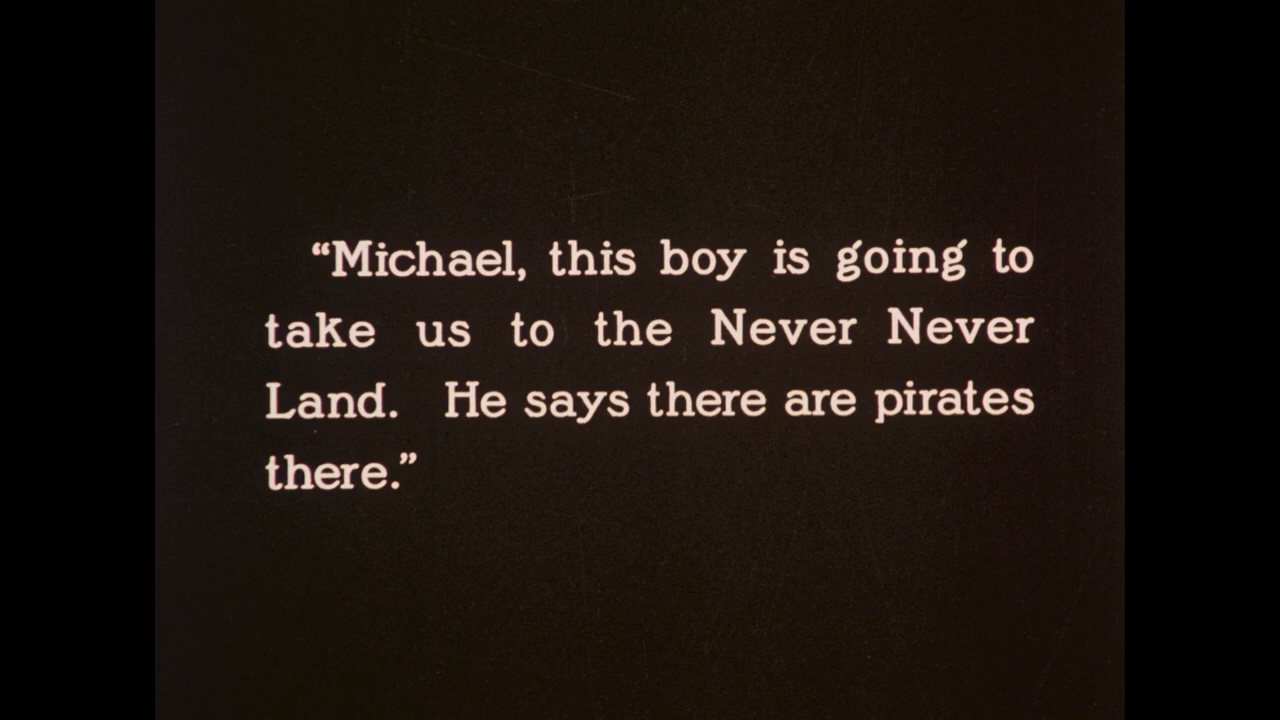 “Michael, this boy is going to
take us to the Never Never
Land. He says there are pirates
there.”